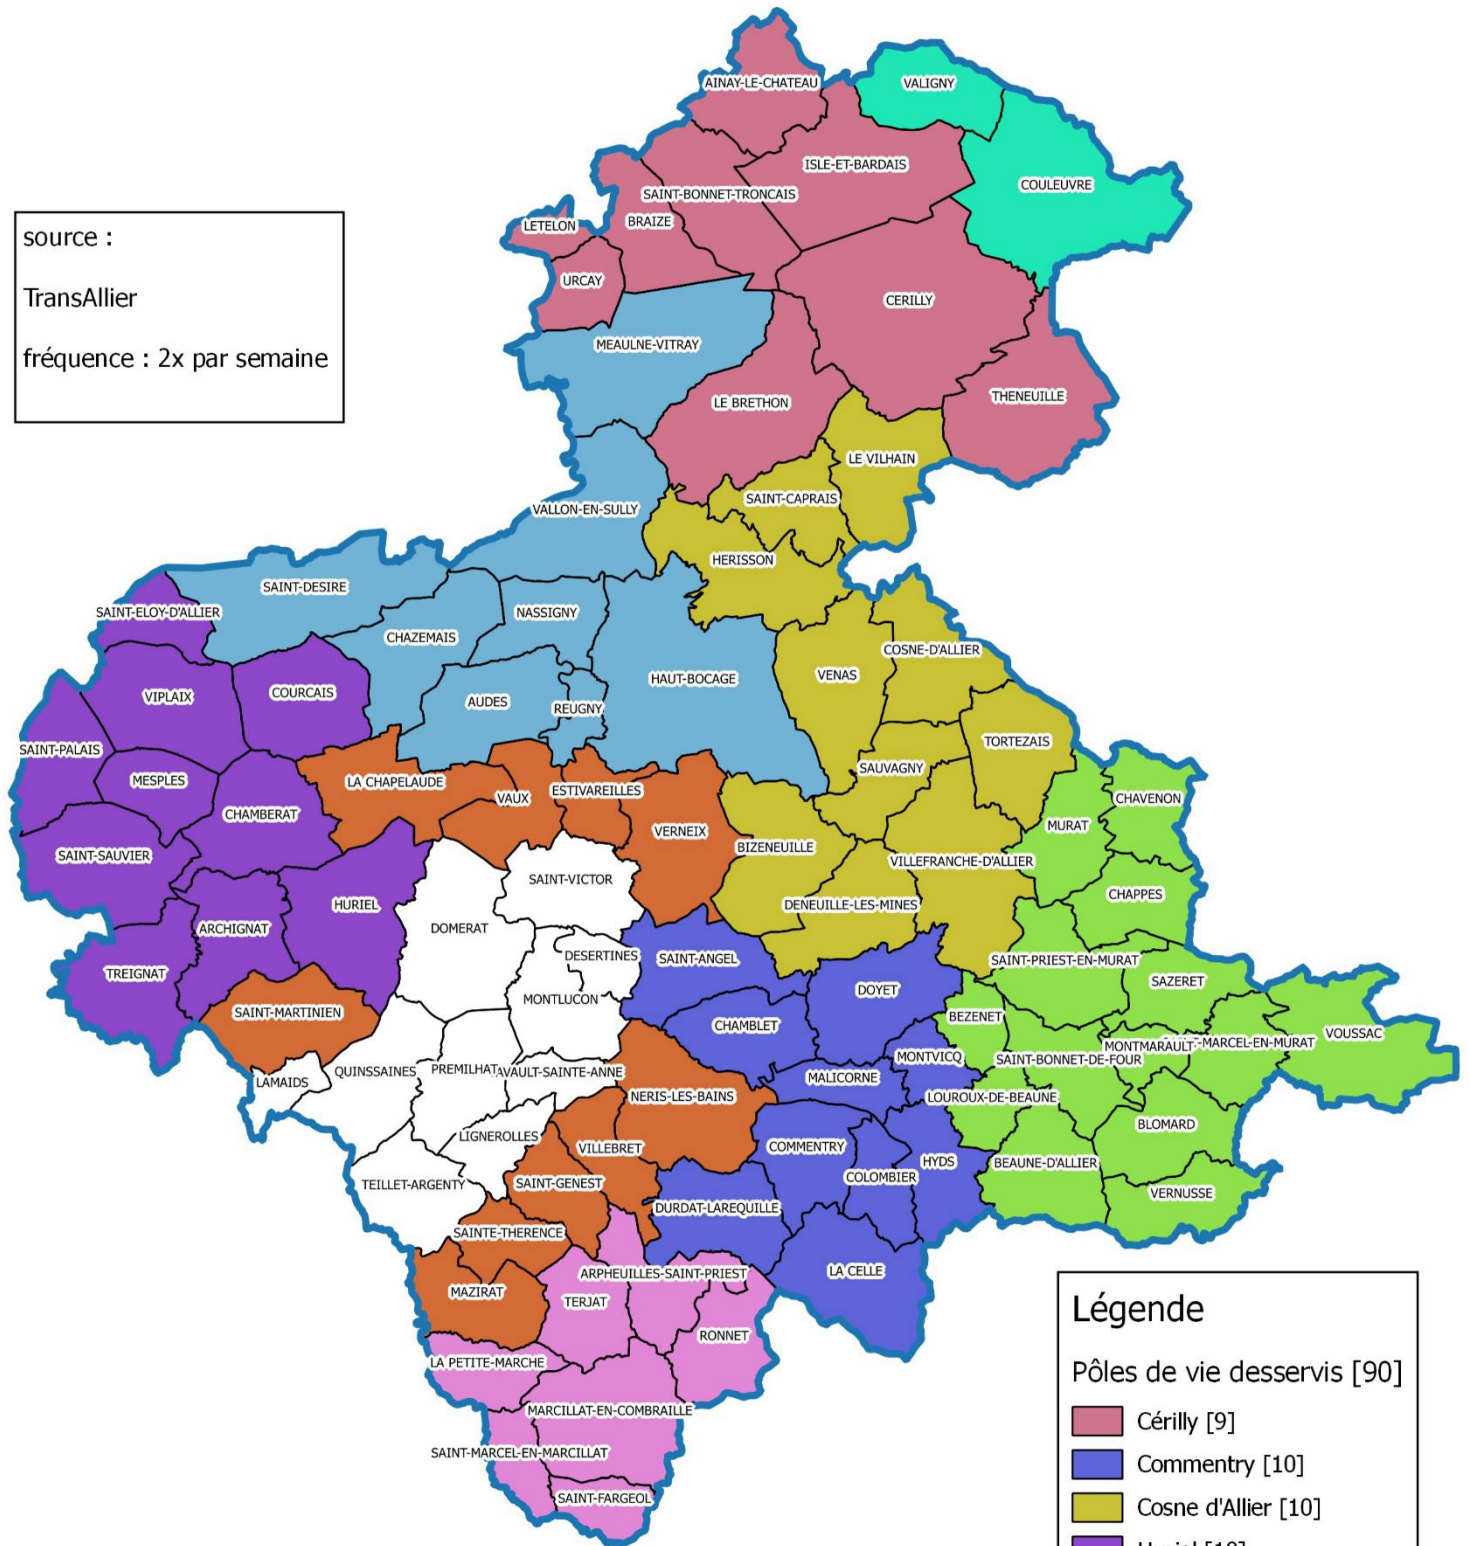 AINAY-LE-CHATEAU
VALIGNY
ISLE-ET-BARDAIS
COULEUVRE
SAINT-BONNET-TRONCAIS
source :
TransAllier
fréquence : 2x par semaine
LETELON
BRAIZE
URCAY
CERILLY
MEAULNE-VITRAY
THENEUILLE
LE BRETHON
LE VILHAIN
SAINT-CAPRAIS
VALLON-EN-SULLY
HERISSON
SAINT-DESIRE
SAINT-ELOY-D'ALLIER
NASSIGNY
CHAZEMAIS
COSNE-D'ALLIER
VENAS
HAUT-BOCAGE
VIPLAIX
COURCAIS
AUDES
REUGNY
TORTEZAIS
SAINT-PALAIS
SAUVAGNY
MESPLES
LA CHAPELAUDE
ESTIVAREILLES
VAUX
CHAVENON
CHAMBERAT
MURAT
VERNEIX
BIZENEUILLE
SAINT-SAUVIER
VILLEFRANCHE-D'ALLIER
SAINT-VICTOR
CHAPPES
HURIEL
DENEUILLE-LES-MINES
ARCHIGNAT
DOMERAT
DESERTINES
SAINT-ANGEL
SAINT-PRIEST-EN-MURAT
TREIGNAT
SAZERET
DOYET
MONTLUCON
SAINT-MARTINIEN
BEZENET
CHAMBLET
VOUSSAC
MONTMARAULT
-MARCEL-EN-MURAT
MONTVICQ
SAINT-BONNET-DE-FOUR
QUINSSAINES
PREMILHAT
AVAULT-SAINTE-ANNE
MALICORNE
LAMAIDS
NERIS-LES-BAINS
LOUROUX-DE-BEAUNE
BLOMARD
LIGNEROLLES
VILLEBRET
COMMENTRY
HYDS
BEAUNE-D'ALLIER
COLOMBIER
TEILLET-ARGENTY
SAINT-GENEST
VERNUSSE
DURDAT-LAREQUILLE
SAINTE-THERENCE
LA CELLE
ARPHEUILLES-SAINT-PRIEST
MAZIRAT
TERJAT
RONNET
LA PETITE-MARCHE
MARCILLAT-EN-COMBRAILLE
SAINT-MARCEL-EN-MARCILLAT
SAINT-FARGEOL
Légende
Pôles de vie desservis [90]
Cérilly [9]
Commentry [10]
Cosne d'Allier [10]